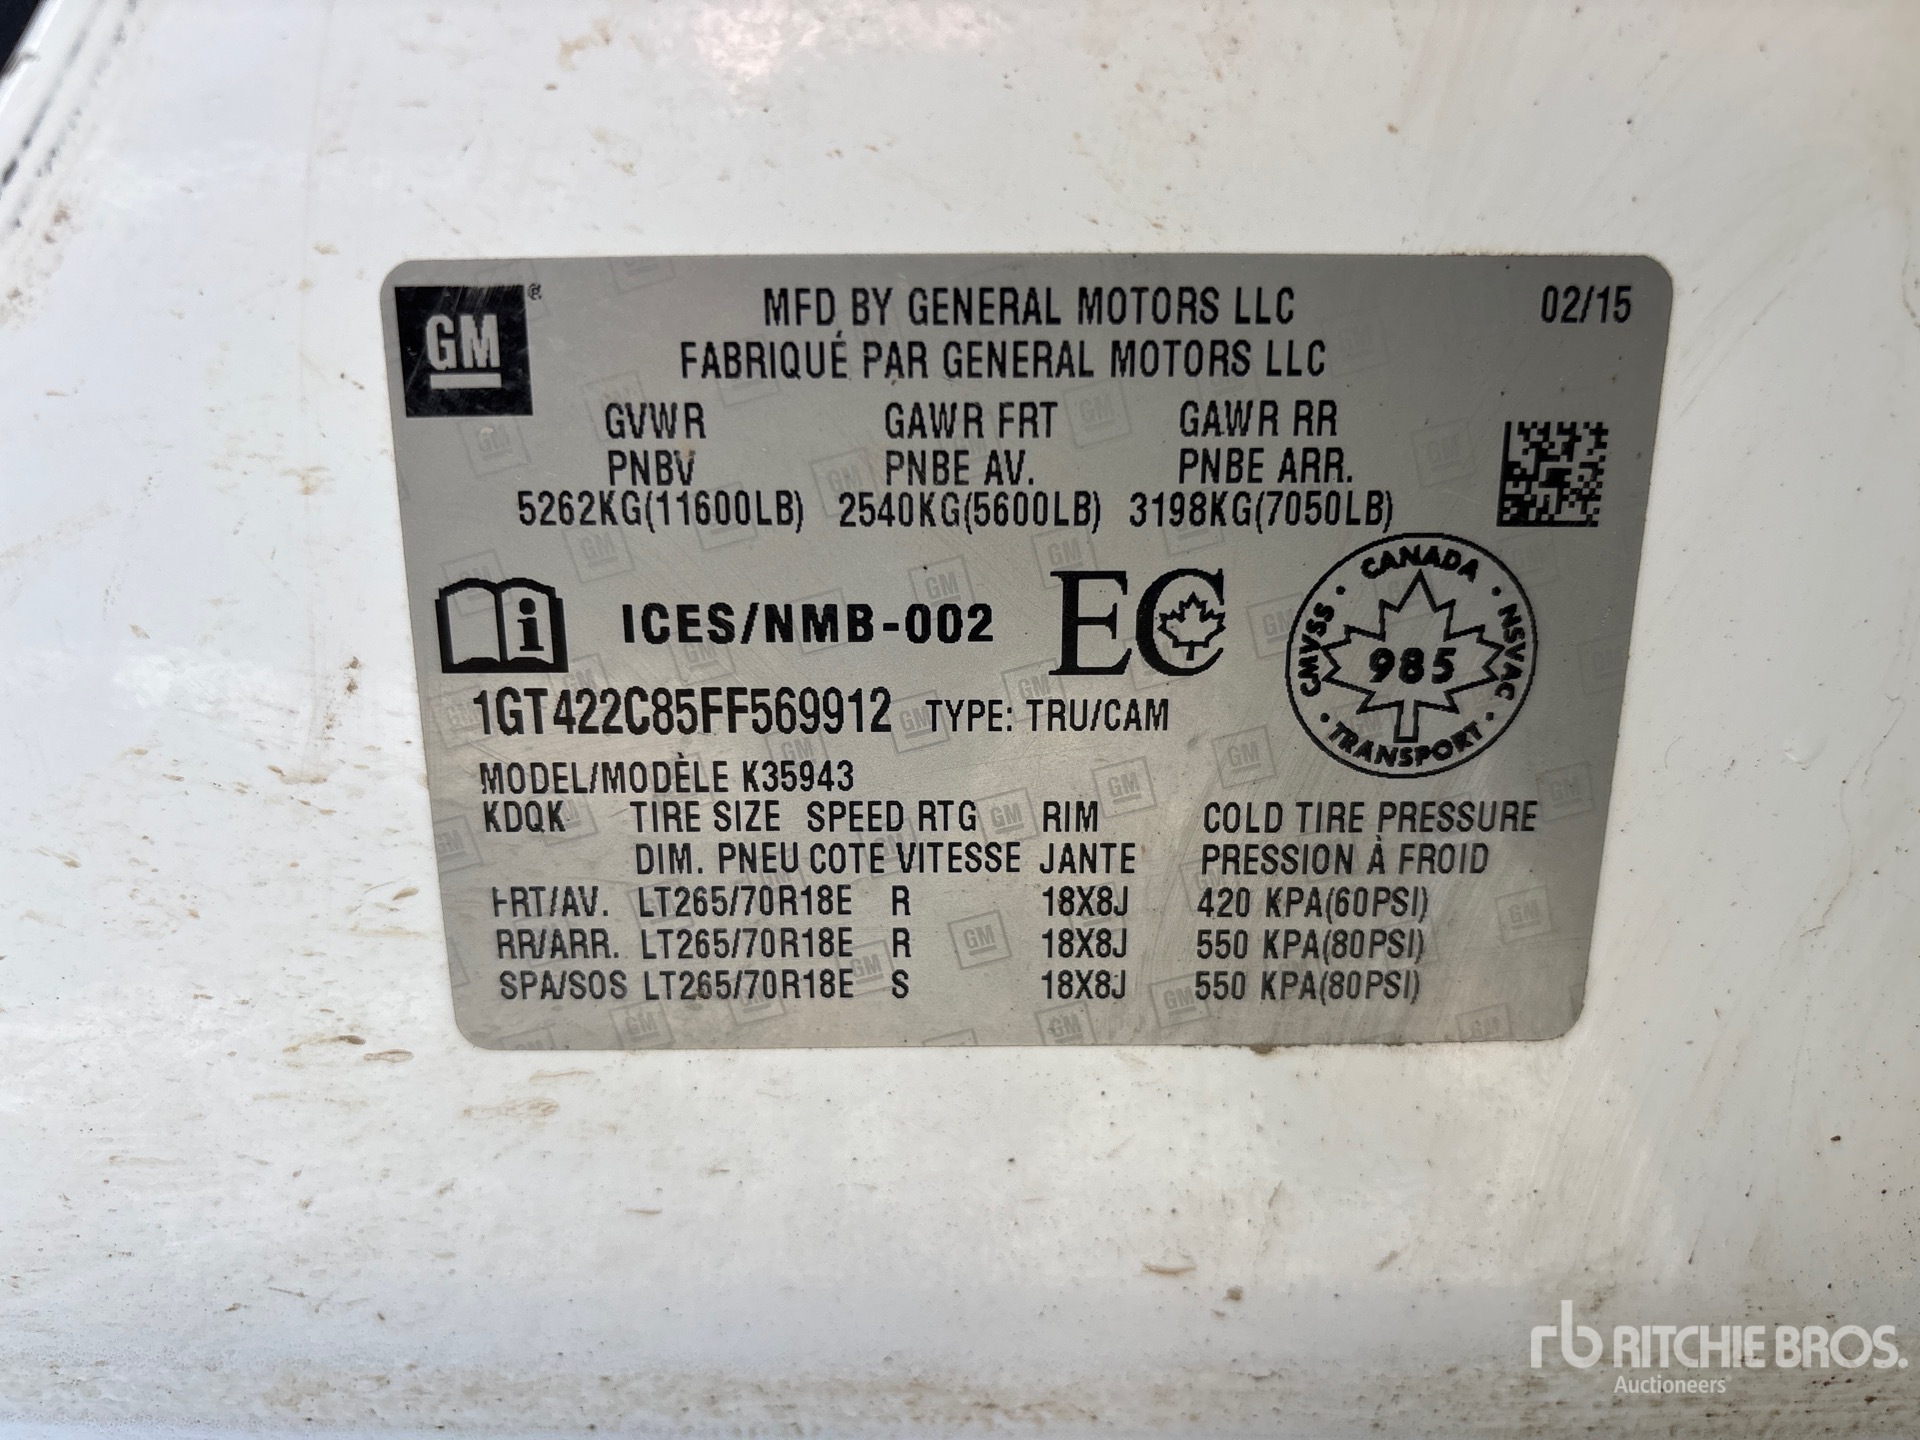 GM®
MFD BY GENERAL MOTORS LLC 02/15
FABRIQUÉ PAR GENERAL MOTORS LLC
GVWR GAWR FRT GAWR RR
PNBV PNBE AV. PNBE ARR.
5262KG(11600LB) 2540KG(5600LB) 3198KG(7050LB)
i ICES/NMB-002 EC
CANADA
CMVSS 985 NSVAC
TRANSPORT
1GT422C85FF569912 TYPE: TRU/CAM
MODEL/MODÈLE K35943
KDQK TIRE SIZE SPEED RTG RIM COLD TIRE PRESSURE
DIM. PNEU COTE VITESSE JANTE PRESSION À FROID
FRT/AV. LT265/70R18E R 18X8J 420 KPA(60PSI)
RR/ARR. LT265/70R18E R 18X8J 550 KPA(80PSI)
SPA/SOS LT265/70R18E S 18X8J 550 KPA(80PSI)
rb RITCHIE BROS.
Auctioneers